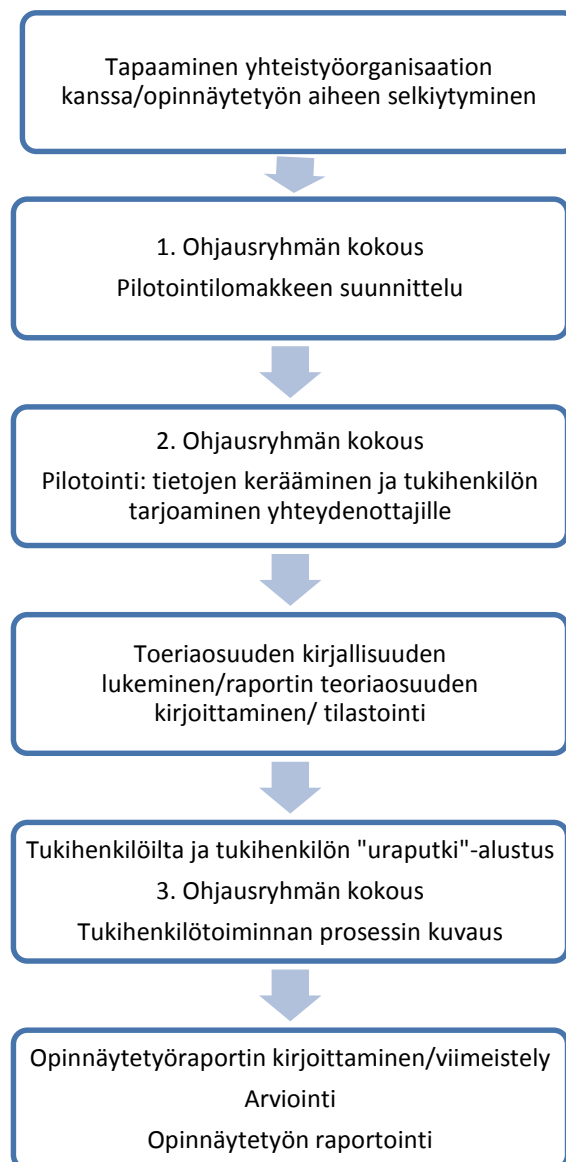 Tapaaminen yhteistyöorganisaation
kanssa/opinnäytetyön aiheen selkiytyminen
1. Ohjausryhmän kokous
Pilotointilomakkeen suunnittelu
2. Ohjausryhmän kokous
Pilotointi: tietojen kerääminen ja tukihenkilön
tarjoaminen yhteydenottajille
Toeriaosuuden kirjallisuuden
lukeminen/raportin teoriaosuuden
kirjoittaminen/ tilastointi
Tukihenkilöilta ja tukihenkilön "uraputki"-alustus
3. Ohjausryhmän kokous
Tukihenkilötoiminnan prosessin kuvaus
Opinnäytetyöraportin kirjoittaminen/viimeistely
Arviointi
Opinnäytetyön raportointi